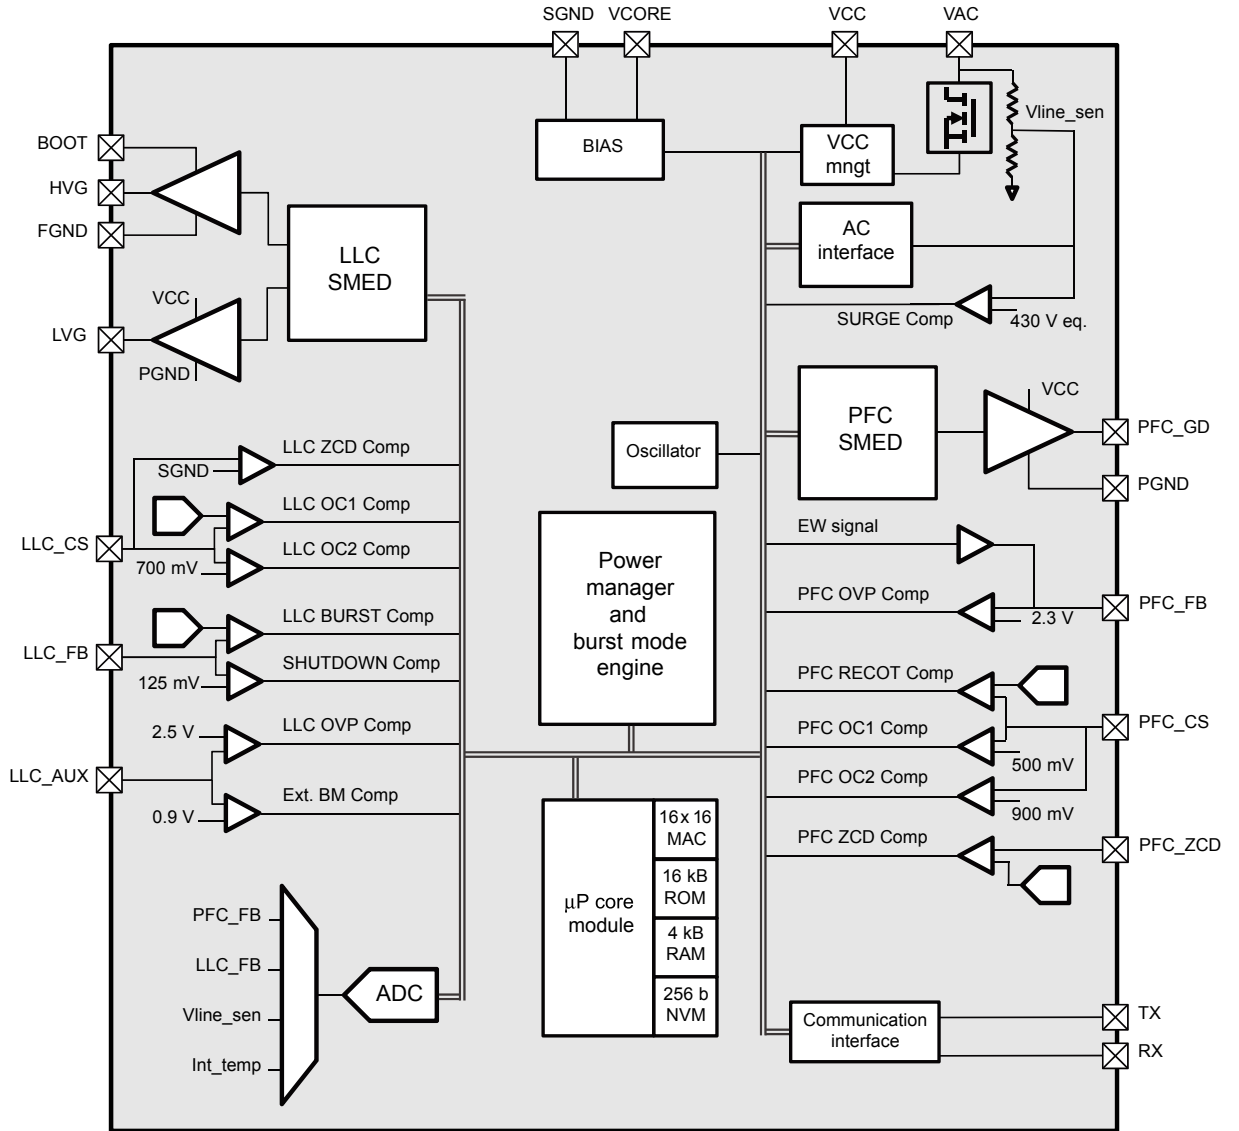 SGND VCORE VCC VAC
BOOT
HVG
FGND
BIAS
VCC
mngt
Vline_sen
LLC
SMED
AC
interface
VCC
LVG
PGND
SURGE Comp
430 V eq.
PFC
SMED
VCC
PFC_GD
PGND
Oscillator
LLC ZCD Comp
SGND
LLC OC1 Comp
LLC_CS
LLC OC2 Comp
700 mV
LLC BURST Comp
LLC_FB
SHUTDOWN Comp
125 mV
LLC OVP Comp
2.5 V
LLC_AUX
Ext. BM Comp
0.9 V
Power
manager
and
burst mode
engine
EW signal
PFC OVP Comp
PFC_FB
2.3 V
PFC RECOT Comp
PFC_CS
PFC OC1 Comp
500 mV
PFC OC2 Comp
900 mV
PFC ZCD Comp
PFC_ZCD
µP core
module
16 x 16
MAC
16 kB
ROM
4 kB
RAM
256 b
NVM
PFC_FB
LLC_FB
Vline_sen
Int_temp
ADC
Communication
interface
TX
RX